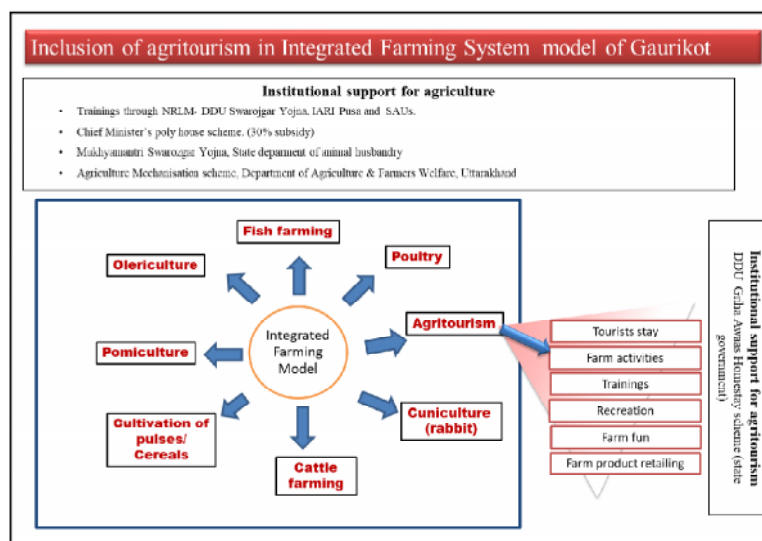 Inclusion of agritourism in Integrated Farming System model of Gaurikot
Institutional support for agriculture
• Trainings through NRLM- DDU Swarojgar Yojna, IARI Pusa and SAUs.
• Chief Minister's poly house scheme. (30% subsidy)
• Mukhyamantri Swarozgar Yojna, State deparment of animal husbandry
• Agriculture Mechanisation scheme, Department of Agriculture & Farmers Welfare, Uttarakhand
Fish farming
Olericulture
Poultry
Integrated
Farming
Model
Agritourism
Pomiculture
Cultivation of
pulses/
Cereals
Cattle
farming
Cuniculture
(rabbit)
Tourists stay
Farm activities
Trainings
Recreation
Farm fun
Farm product retailing
Institutional support for agritourism
DDU Griha Awaas Homestay scheme (state
government)